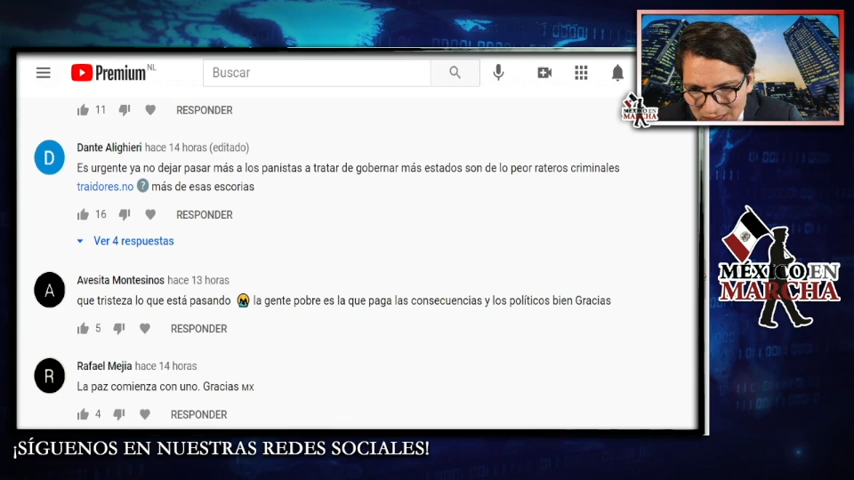 Premium NL
Buscar
11 RESPONDER
Dante Alighieri hace 14 horas (editado)
Es urgente ya no dejar pasar más a los panistas a tratar de gobernar más estados son de lo peor rateros criminales
traidores.no ? más de esas escorias
16 RESPONDER
Ver 4 respuestas
Avesita Montesinos hace 13 horas
que tristeza lo que está pasando la gente pobre es la que paga las consecuencias y los políticos bien Gracias
5 RESPONDER
Rafael Mejia hace 14 horas
La paz comienza con uno. Gracias MX
4 RESPONDER
D
A
R
MÉXICO EN
MARCHA
MÉXICO EN
MARCHA
¡SÍGUENOS EN NUESTRAS REDES SOCIALES!